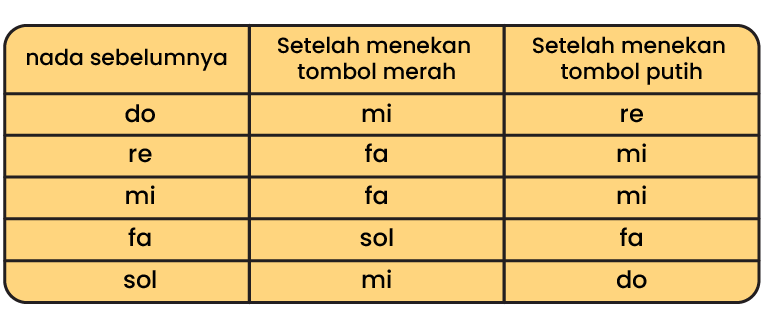 nada sebelumnya Setelah menekan tombol merah Setelah menekan tombol putih
do mi re
re fa mi
mi fa mi
fa sol fa
sol mi do